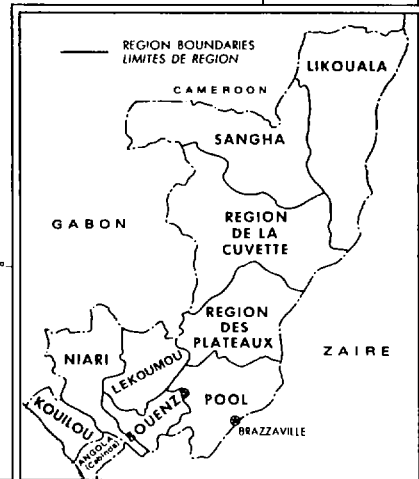 REGION BOUNDARIES
LIMITES DE REGION
LIKOUALA
CAMEROON
SANGHA
GABON
REGION
DE LA
CUVETTE
REGION
DES
PLATEAUX
ZAIRE
NIARI
LEKOUMOU
KOUILOU
BOUENZA
POOL
BRAZZAVILLE
ANGOLA
(Cabinda)